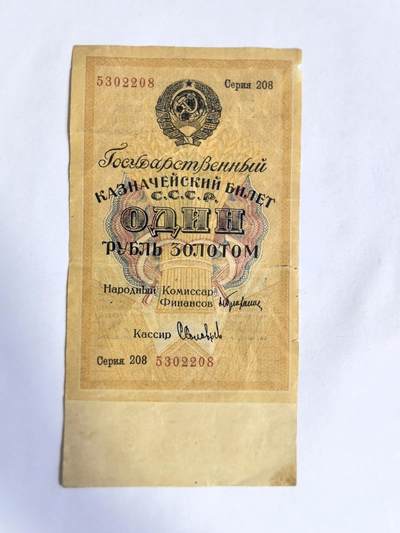 5302208 Серия 208
Государственный
КАЗНАЧЕЙСКИЙ БИЛЕТ
С.С.С.Р.
ОДИН
РУБЛЬ ЗОЛОТОМ
Народный Комиссар
Финансов
Кассир
Серия 208 5302208